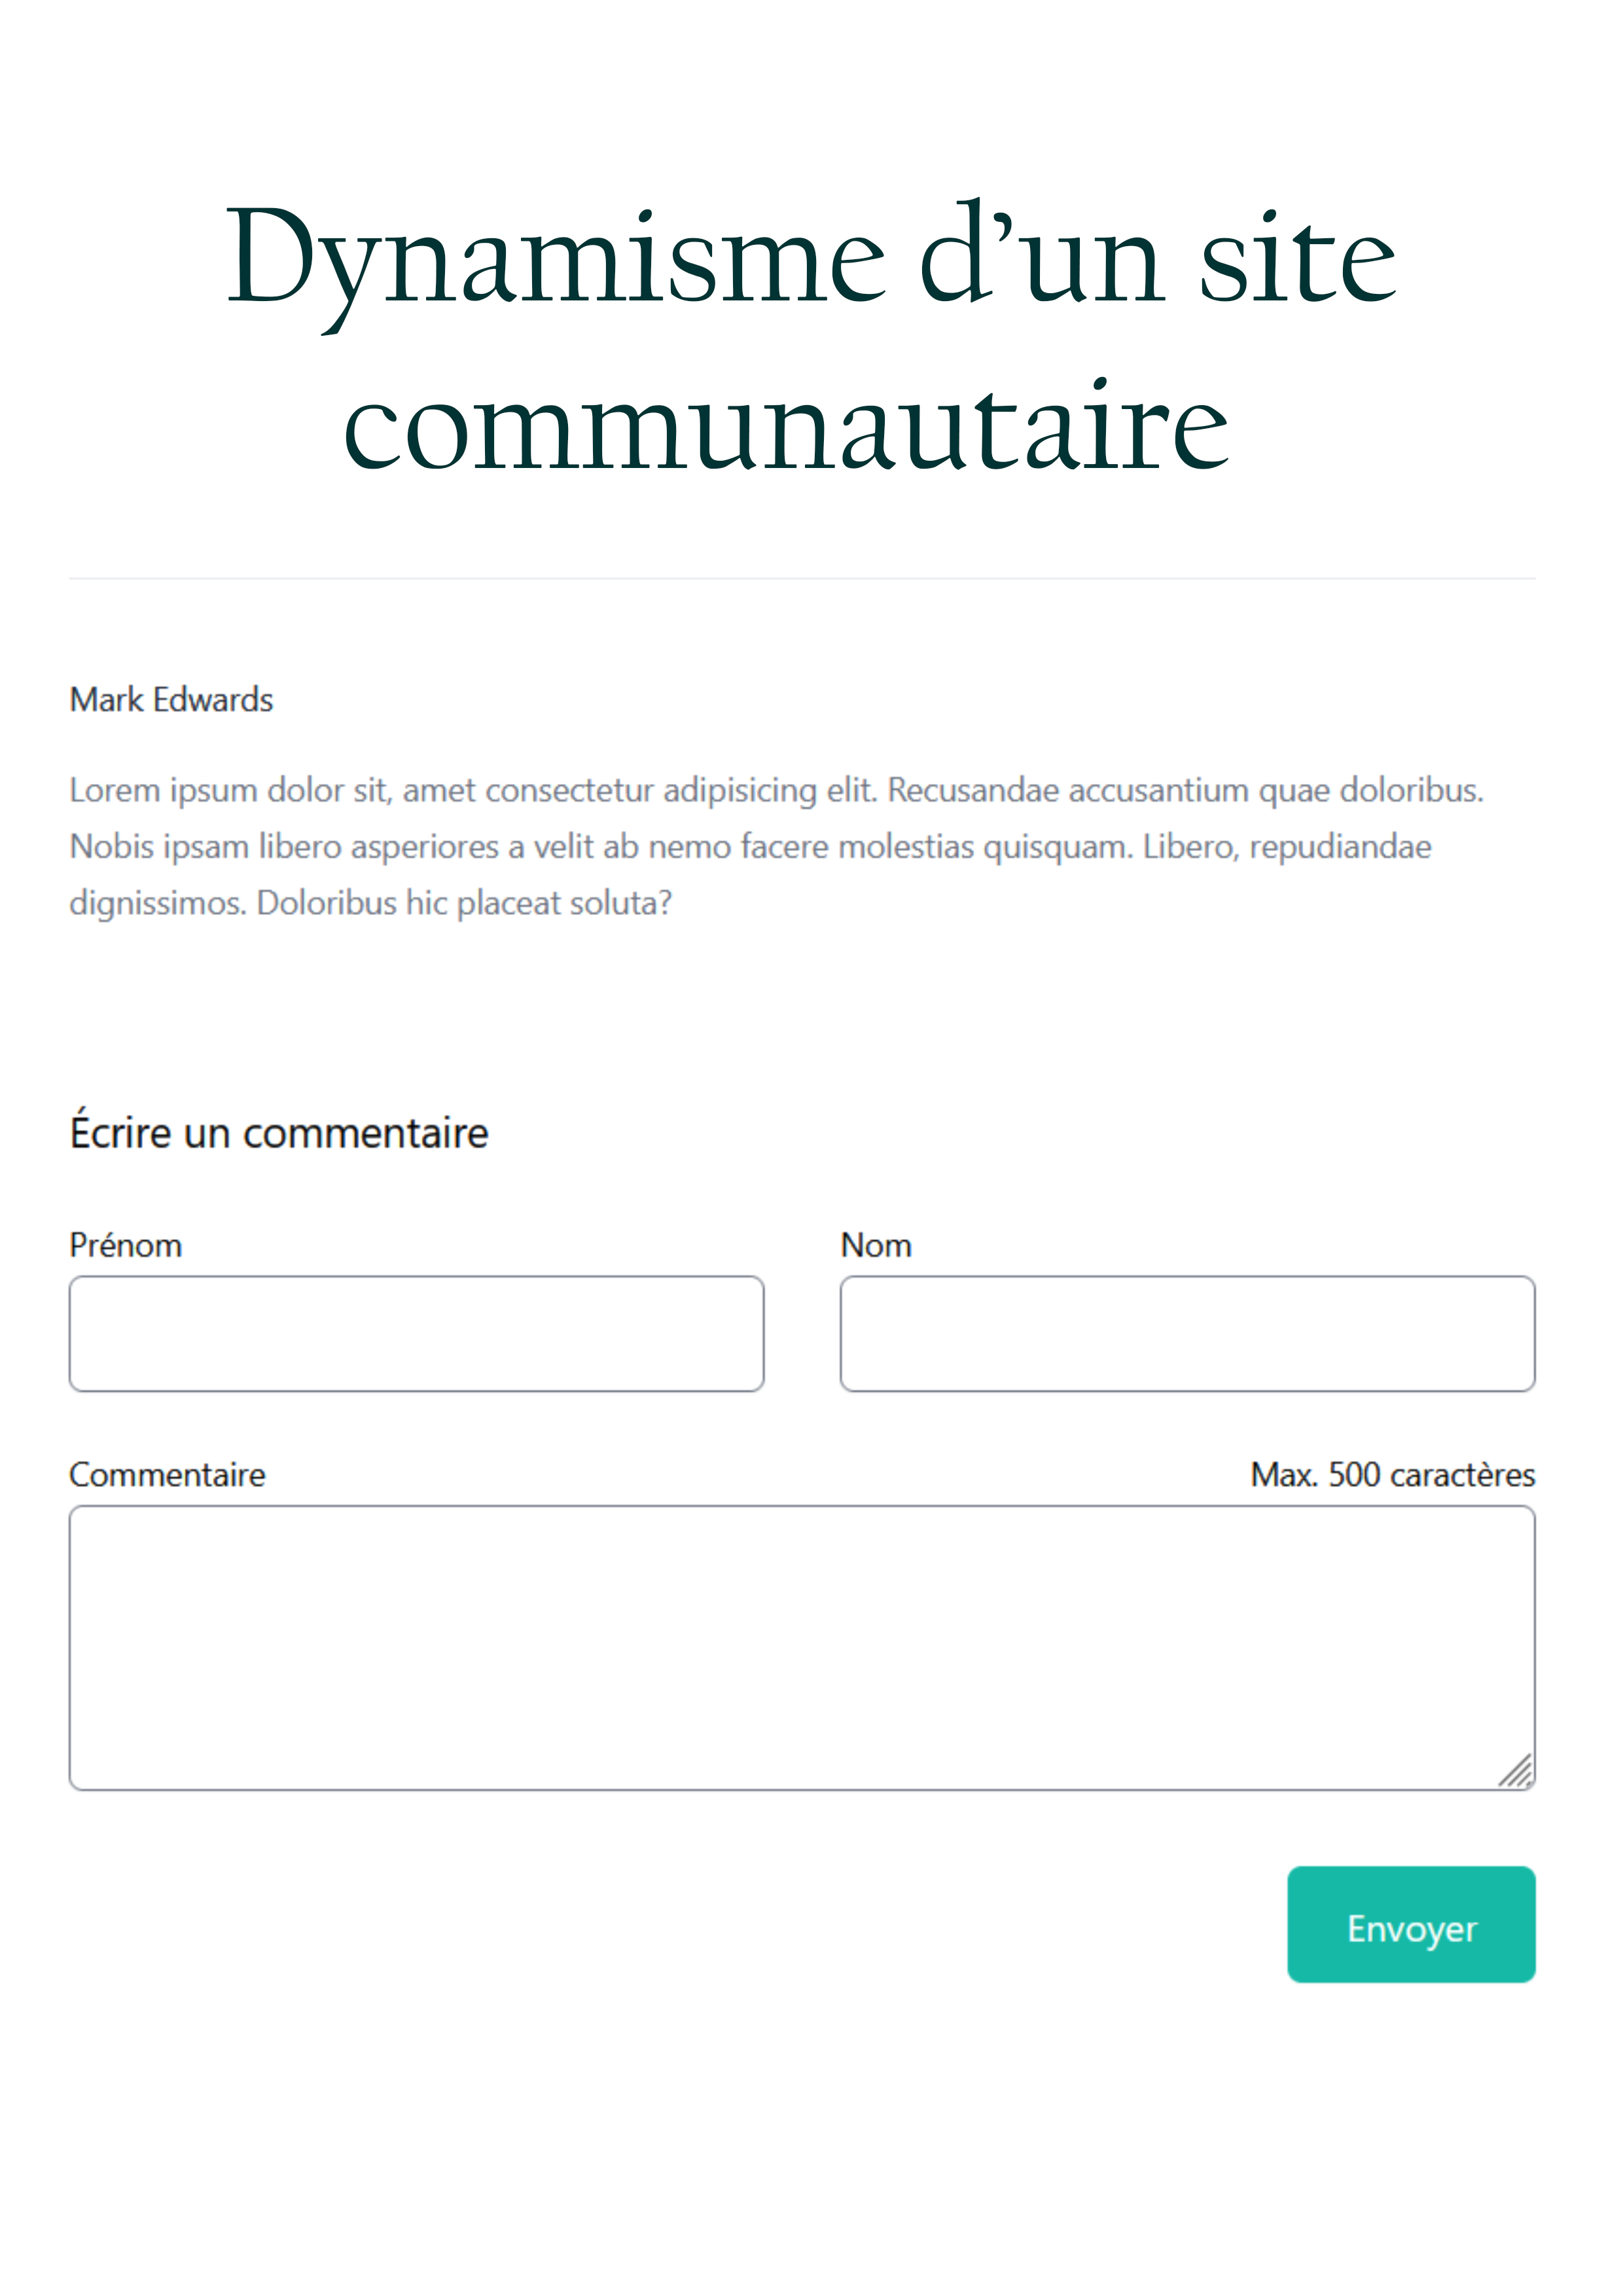 Dynamisme d’un site
communautaire
Mark Edwards
Lorem ipsum dolor sit, amet consectetur adipisicing elit. Recusandae accusantium quae doloribus.
Nobis ipsam libero asperiores a velit ab nemo facere molestias quisquam. Libero, repudiandae
dignissimos. Doloribus hic placeat soluta?
Écrire un commentaire
Prénom
Nom
Commentaire
Max. 500 caractères
Envoyer